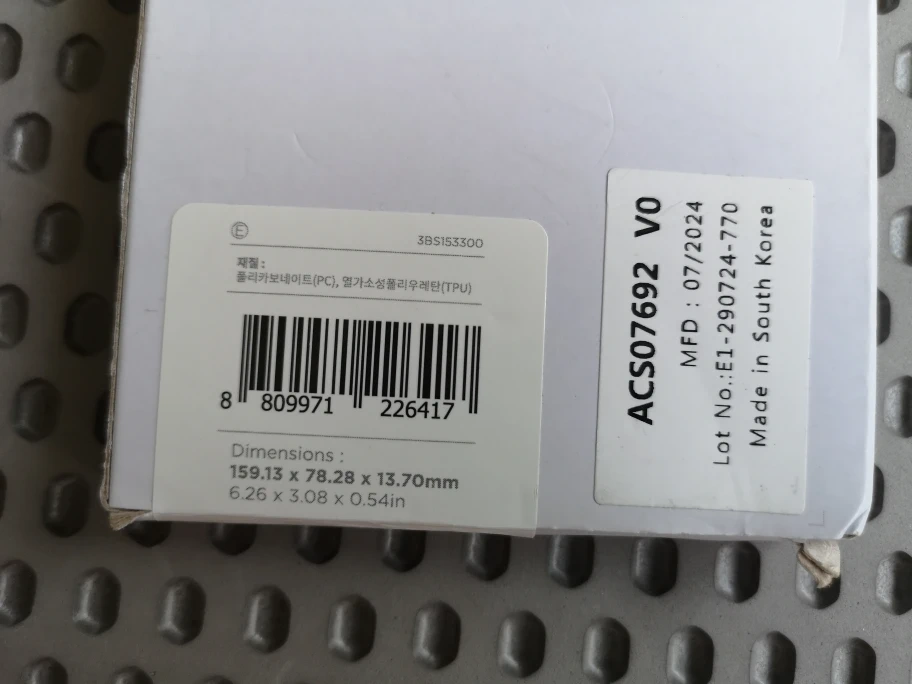 Ⓔ
3BS153300
재질 :
폴리카보네이트(PC), 열가소성폴리우레탄(TPU)
8 809971 226417
Dimensions :
159.13 x 78.28 x 13.70mm
6.26 x 3.08 x 0.54in
ACS07692 V0
MFD : 07/2024
Lot No.:E1-290724-770
Made in South Korea